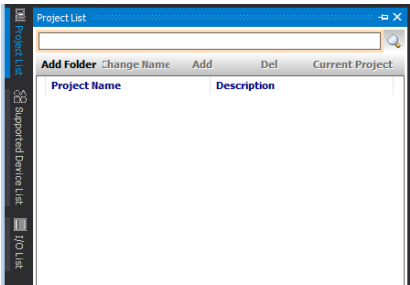 Project List
Add Folder Change Name Add Del Current Project
Project Name Description
Project List
Supported Device List
I/O List